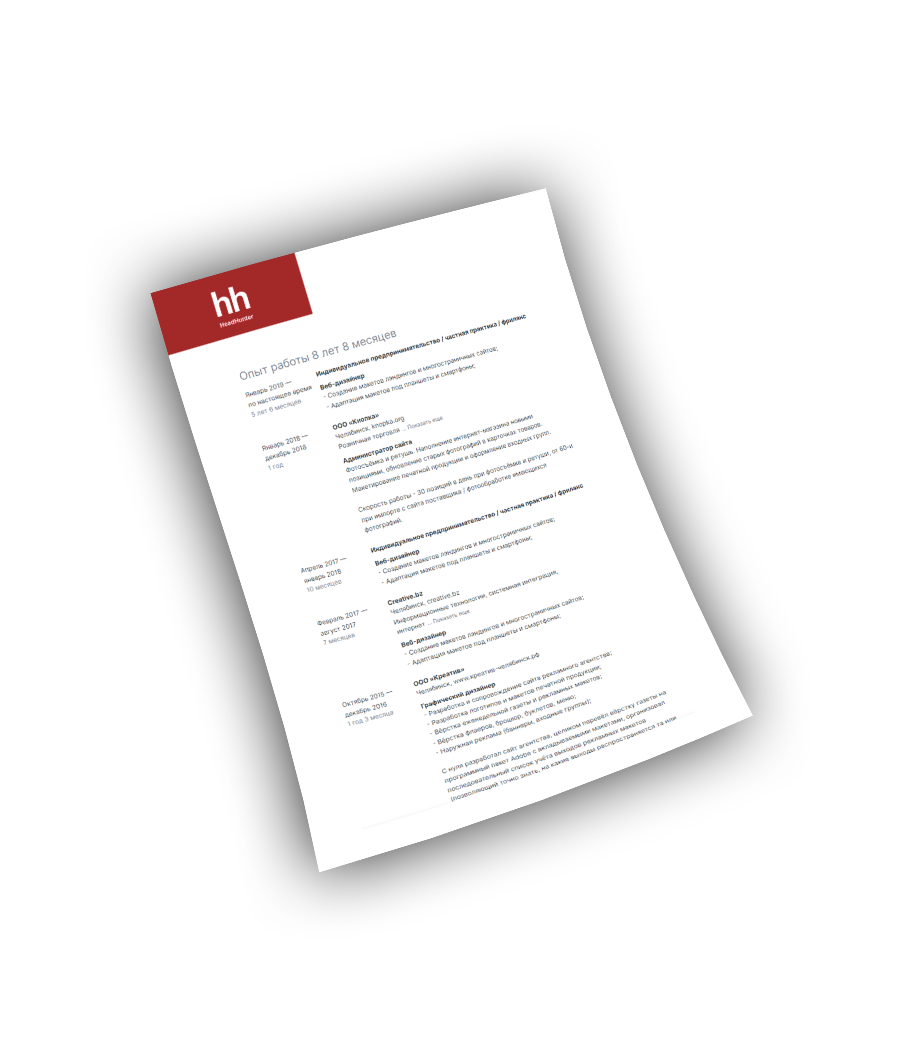 hh
HeadHunter
Опыт работы 8 лет 8 месяцев
Январь 2019 —
по настоящее время
5 лет 6 месяцев
Индивидуальное предпринимательство / частная практика / фриланс
Веб-дизайнер
- Создание макетов лэндингов и многостраничных сайтов;
- Адаптация макетов под планшеты и смартфоны;
Январь 2018 —
декабрь 2018
1 год
ООО «Кнопка»
Челябинск, knopka.org
Розничная торговля ... Показать еще
Администратор сайта
Фотосъёмка и ретушь. Наполнение интернет-магазина новыми
позициями, обновление старых фотографий в карточках товаров.
Макетирование печатной продукции и оформление входных групп.
Скорость работы - 30 позиций в день при фотосъёмке и ретуши, от 60-и
при импорте с сайта поставщика / фотообработке имеющихся
фотографий.
Апрель 2017 —
январь 2018
10 месяцев
Индивидуальное предпринимательство / частная практика / фриланс
Веб-дизайнер
- Создание макетов лэндингов и многостраничных сайтов;
- Адаптация макетов под планшеты и смартфоны;
Февраль 2017 —
август 2017
7 месяцев
Creative.bz
Челябинск, creative.bz
Информационные технологии, системная интеграция,
интернет ... Показать еще
Веб-дизайнер
- Создание макетов лэндингов и многостраничных сайтов;
- Адаптация макетов под планшеты и смартфоны;
Октябрь 2015 —
декабрь 2016
1 год 3 месяца
ООО «Креатив»
Челябинск, www.креатив-челябинск.рф
Графический дизайнер
- Разработка и сопровождение сайта рекламного агентства;
- Разработка логотипов и макетов печатной продукции;
- Вёрстка еженедельной газеты и рекламных макетов;
- Вёрстка флаеров, брошюр, буклетов, меню;
- Наружная реклама (баннеры, входные группы);
С нуля разработал сайт агентства, целиком перевёл вёрстку газеты на
программный пакет Adobe с вкладываемыми макетами, организовал
последовательный список учёта выходов рекламных макетов
(позволяющий точно знать, на какие выходы распространяется та или